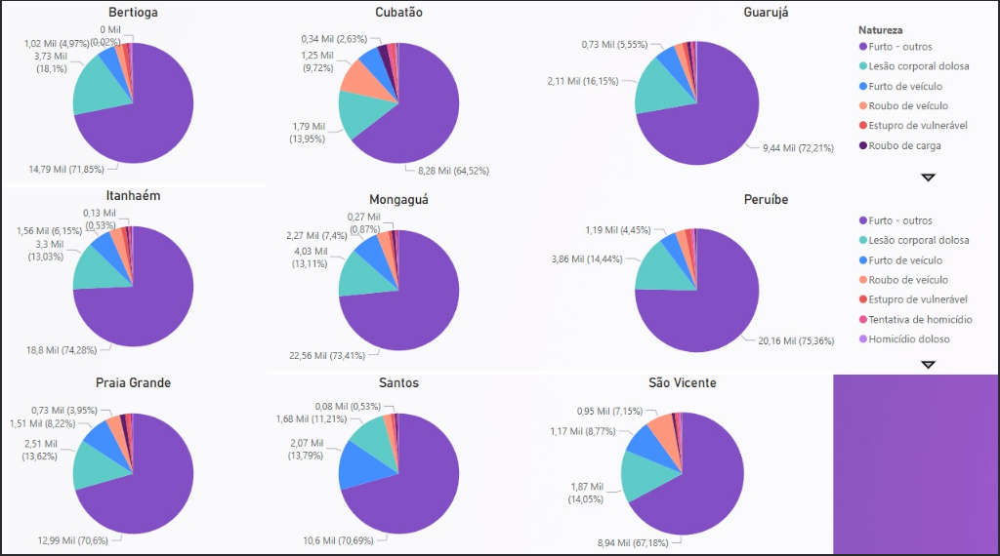 Bertioga
0 Mil
(0,02%)
1,02 Mil (4,97%)
3,73 Mil
(18,1%)
14,79 Mil (71,85%)
Cubatão
0,34 Mil (2,63%)
1,25 Mil
(9,72%)
1,79 Mil
(13,95%)
8,28 Mil (64,52%)
Guarujá
0,73 Mil (5,55%)
2,11 Mil (16,15%)
9,44 Mil (72,21%)
Natureza
Furto - outros
Lesão corporal dolosa
Furto de veículo
Roubo de veículo
Estupro de vulnerável
Roubo de carga
Itanhaém
0,13 Mil
(0,53%)
1,56 Mil (6,15%)
3,3 Mil
(13,03%)
18,8 Mil (74,28%)
Mongaguá
0,27 Mil
(0,87%)
2,27 Mil (7,4%)
4,03 Mil
(13,11%)
22,56 Mil (73,41%)
Peruíbe
1,19 Mil (4,45%)
3,86 Mil (14,44%)
20,16 Mil (75,36%)
Furto - outros
Lesão corporal dolosa
Furto de veículo
Roubo de veículo
Estupro de vulnerável
Tentativa de homicídio
Homicídio doloso
Praia Grande
0,73 Mil (3,95%)
1,51 Mil (8,22%)
2,51 Mil
(13,62%)
12,99 Mil (70,6%)
Santos
0,08 Mil (0,53%)
1,68 Mil (11,21%)
2,07 Mil
(13,79%)
10,6 Mil (70,69%)
São Vicente
0,95 Mil (7,15%)
1,17 Mil (8,77%)
1,87 Mil
(14,05%)
8,94 Mil (67,18%)